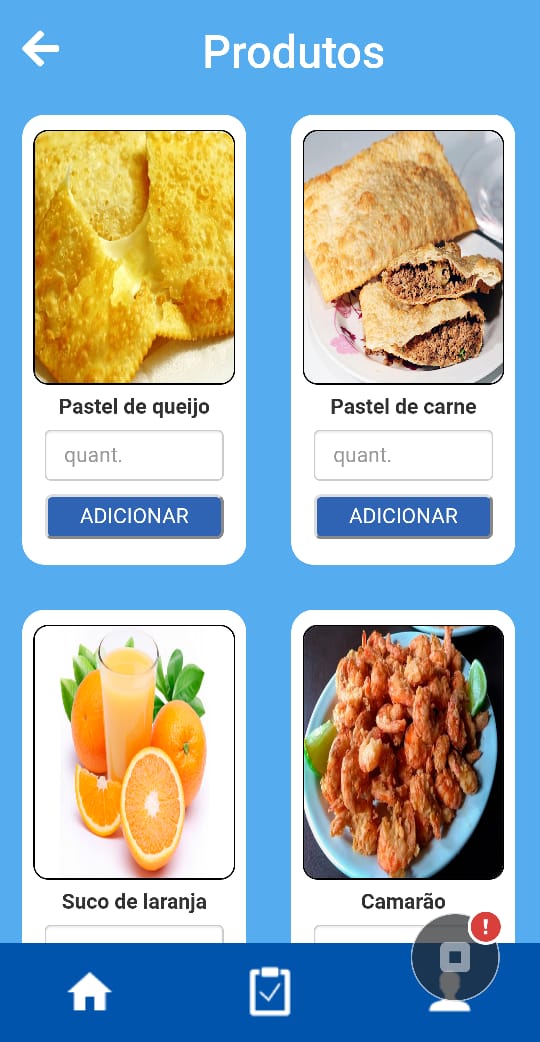 Produtos
Pastel de queijo
Pastel de carne
quant.
quant.
ADICIONAR
ADICIONAR
Suco de laranja
Camarão
!